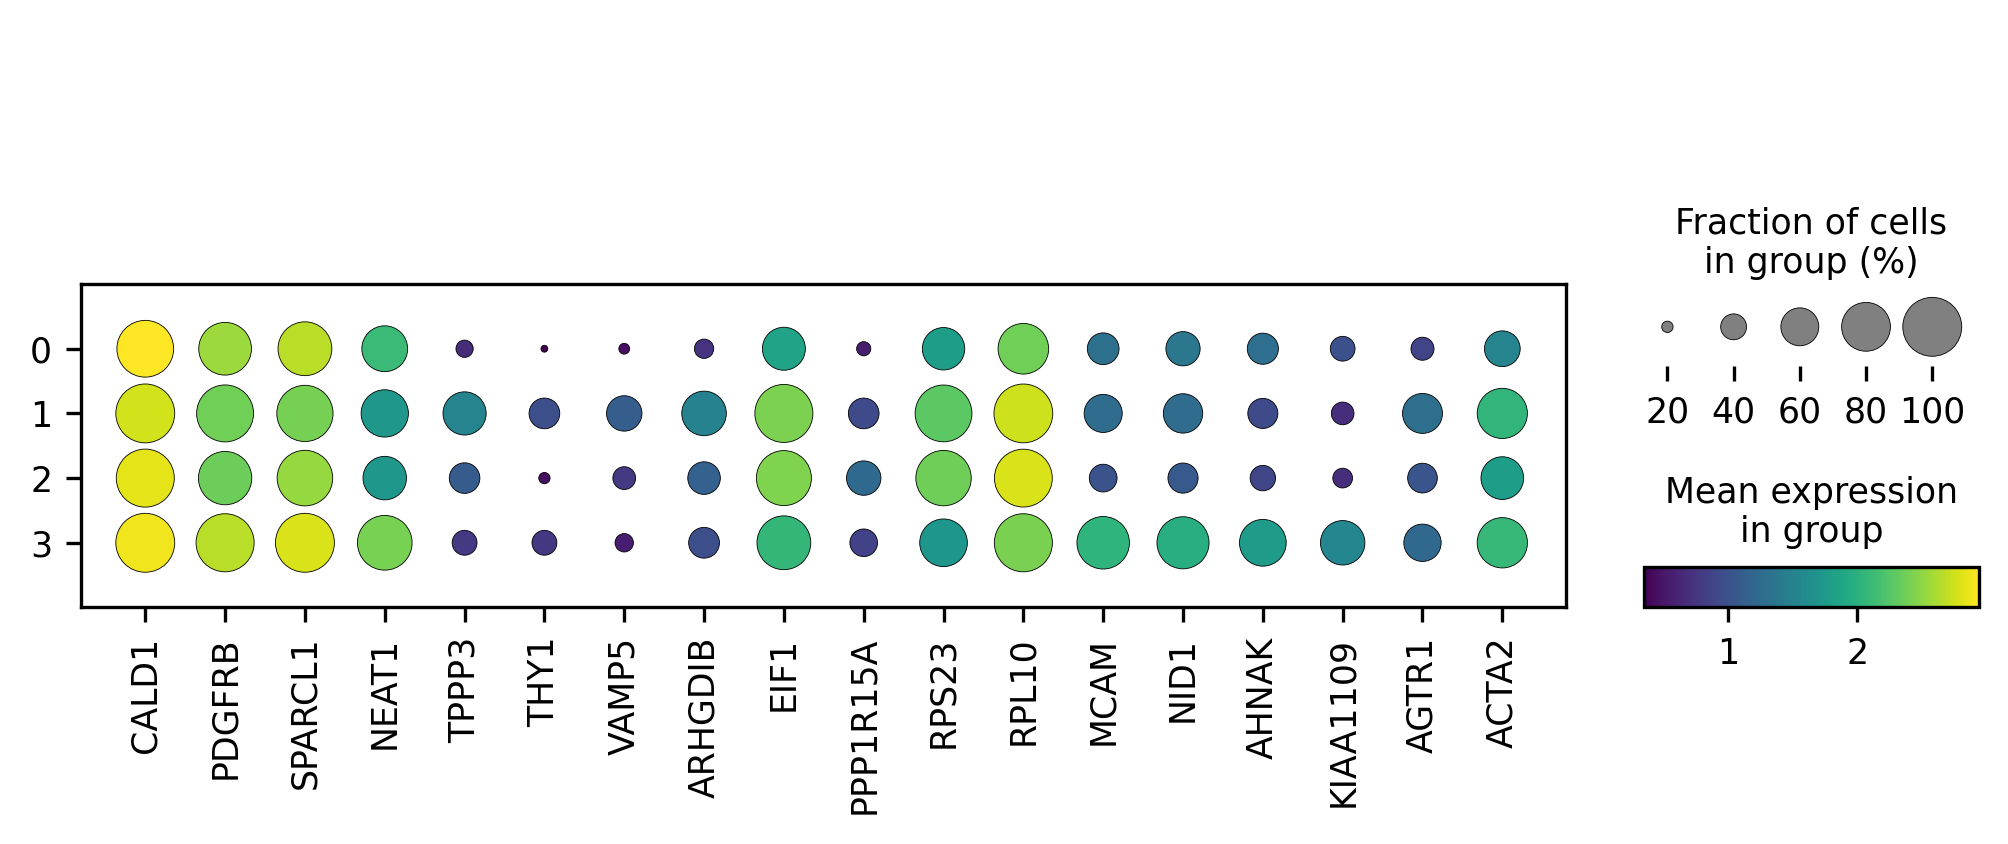 Fraction of cells
in group (%)
20 40 60 80 100
Mean expression
in group
1 2
0
1
2
3
CALD1
PDGFRB
SPARCL1
NEAT1
TPPP3
THY1
VAMP5
ARHGDIB
EIF1
PPP1R15A
RPS23
RPL10
MCAM
NID1
AHNAK
KIAA1109
AGTR1
ACTA2